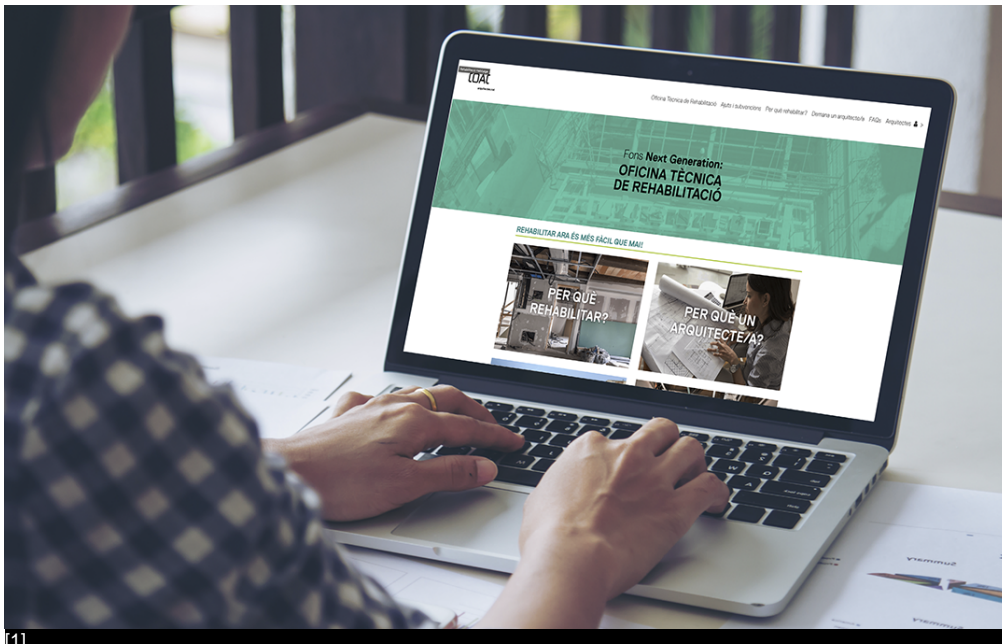 COAC
Oficina Tècnica de Rehabilitació Ajuts i subvencions Per què rehabilitar? Demana un arquitecte/a FAQs Arquitectes
Fons Next Generation:
OFICINA TÈCNICA
DE REHABILITACIÓ
REHABILITAR ARA ÉS MÉS FÀCIL QUE MAI!
PER QUÈ
REHABILITAR?
PER QUÈ UN
ARQUITECTE/A?
Summary
[1]